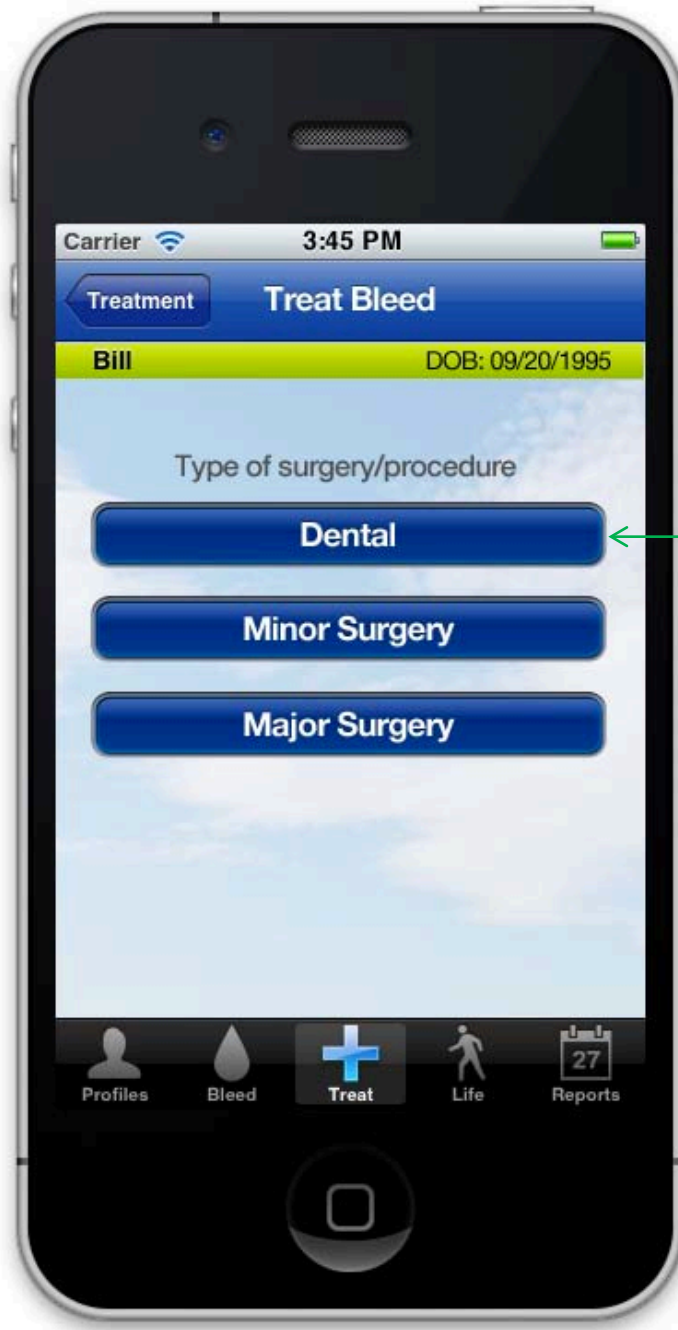 Carrier 3:45 PM
Treatment Treat Bleed
Bill DOB: 09/20/1995
Type of surgery/procedure
Dental
Minor Surgery
Major Surgery
27
Profiles Bleed Treat Life Reports